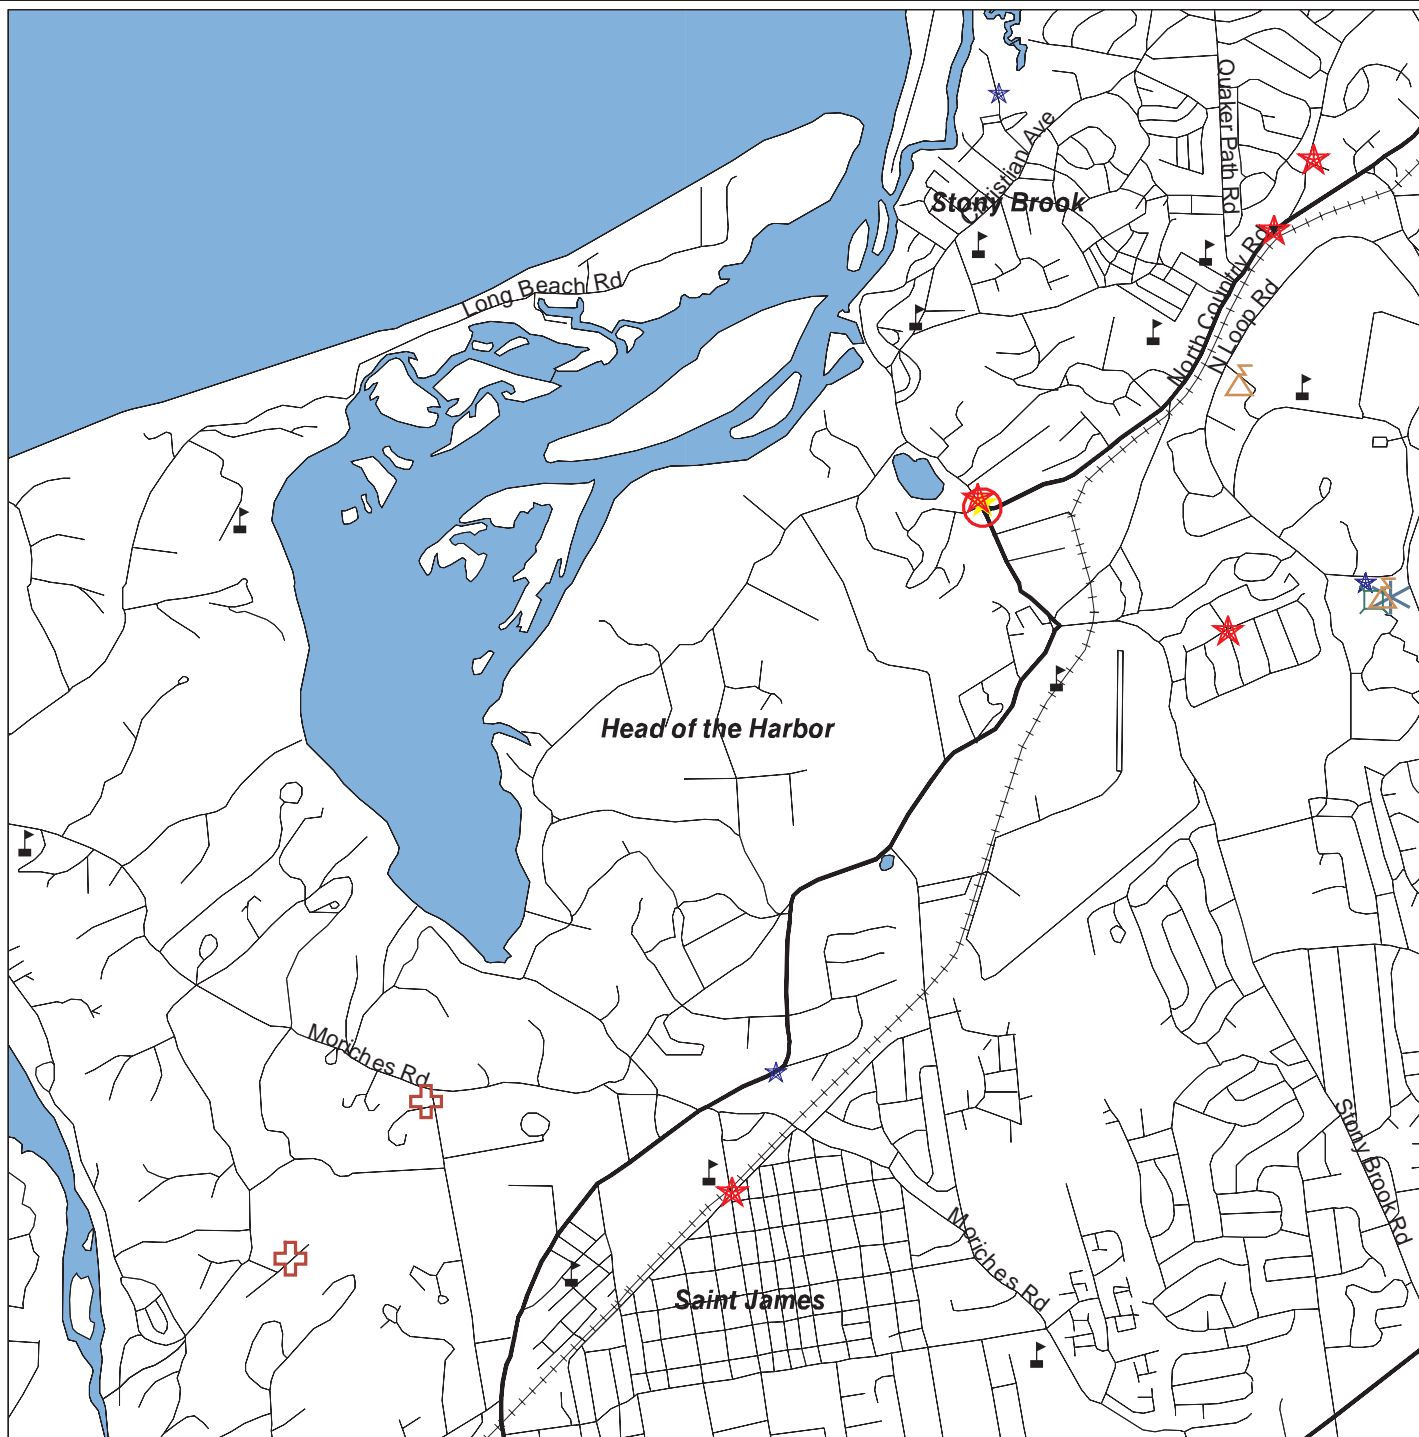 Quaker Path Rd
Christian Ave
Stony Brook
North Country Rd
Long Beach Rd
N Loop Rd
Head of the Harbor
Moriches Rd
Stony Brook Rd
Moriches Rd
Saint James